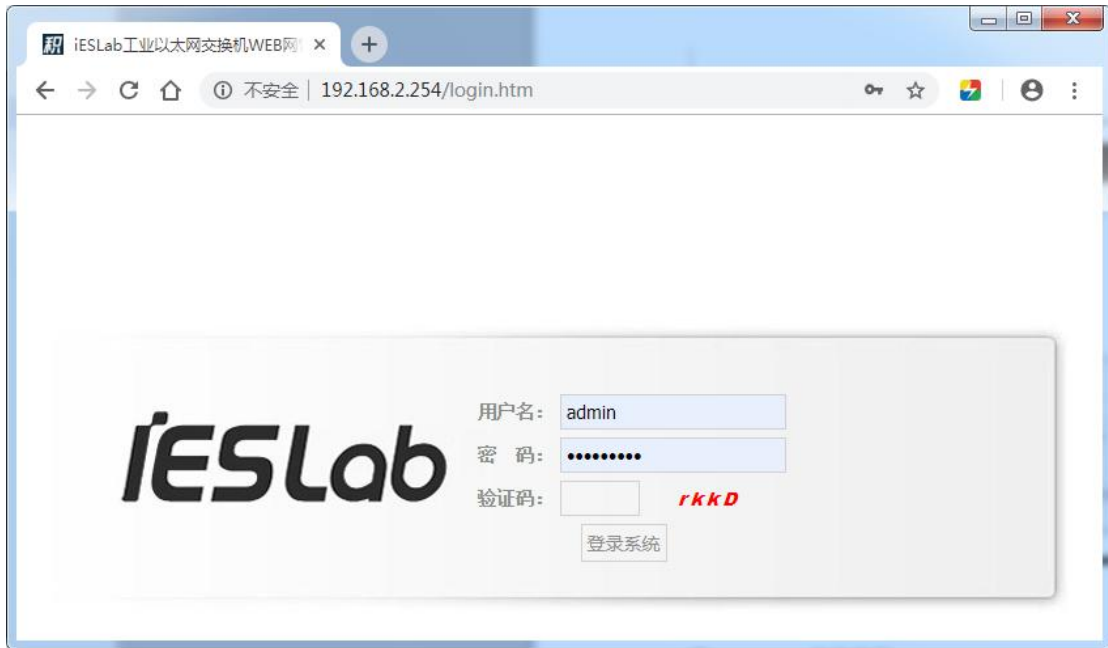 iESLab工业以太网交换机WEB网
不安全 | 192.168.2.254/login.htm
iESLab
用户名： admin
密 码： •••••••••
验证码： rkkD
登录系统